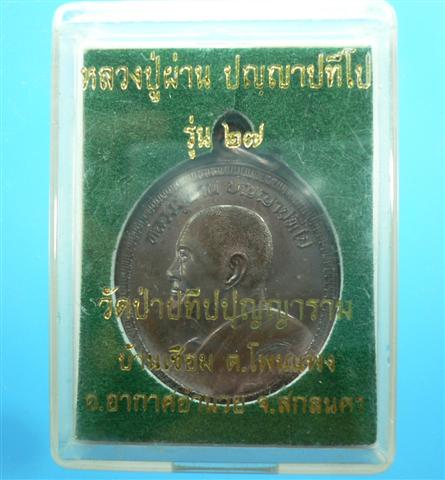 หลวงปู่ผ่าน ปญฺญาปทีโป
รุ่น ๒๗
วัดป่าปทีปปุญญาราม
บ้านเซือม ต.โพนแพง
อ.อากาศอำนวย จ.สกลนคร